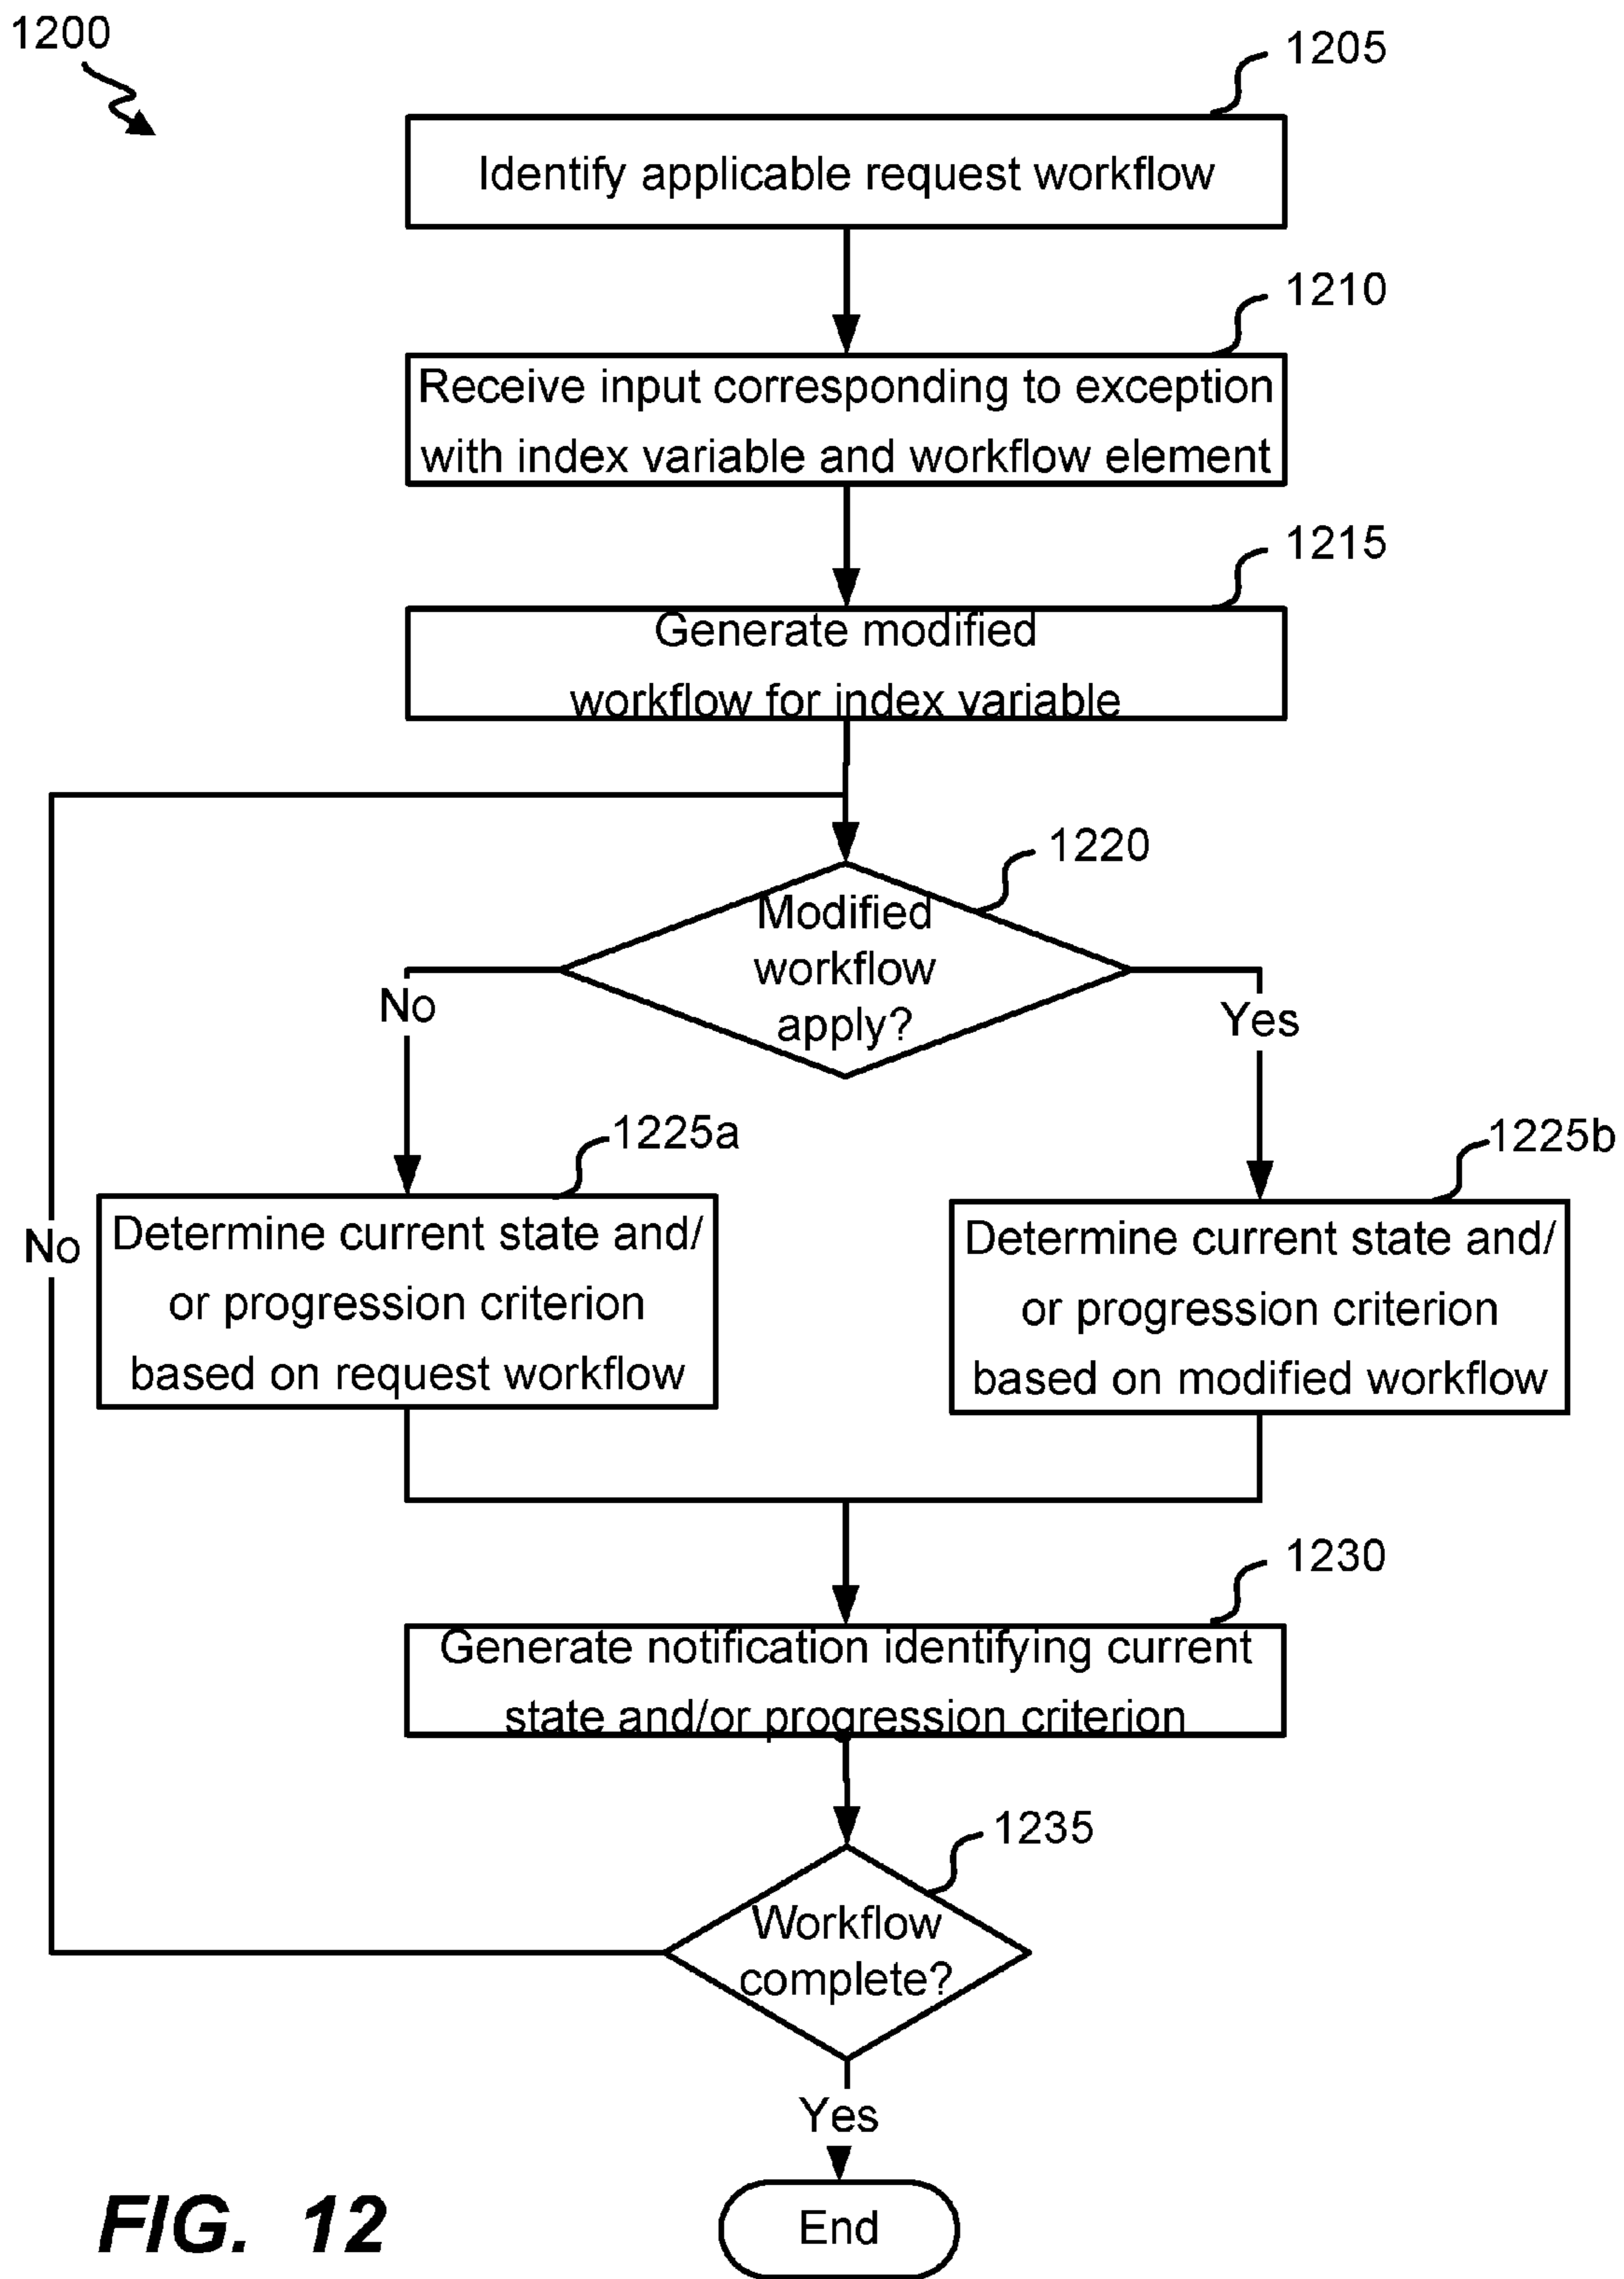 1200
1205
Identify applicable request workflow
1210
Receive input corresponding to exception
with index variable and workflow element
1215
Generate modified
workflow for index variable
1220
Modified
workflow
apply?
No
Yes
1225a
1225b
Determine current state and/
or progression criterion
based on request workflow
Determine current state and/
or progression criterion
based on modified workflow
No
1230
Generate notification identifying current
state and/or progression criterion
1235
Workflow
complete?
Yes
End
FIG. 12